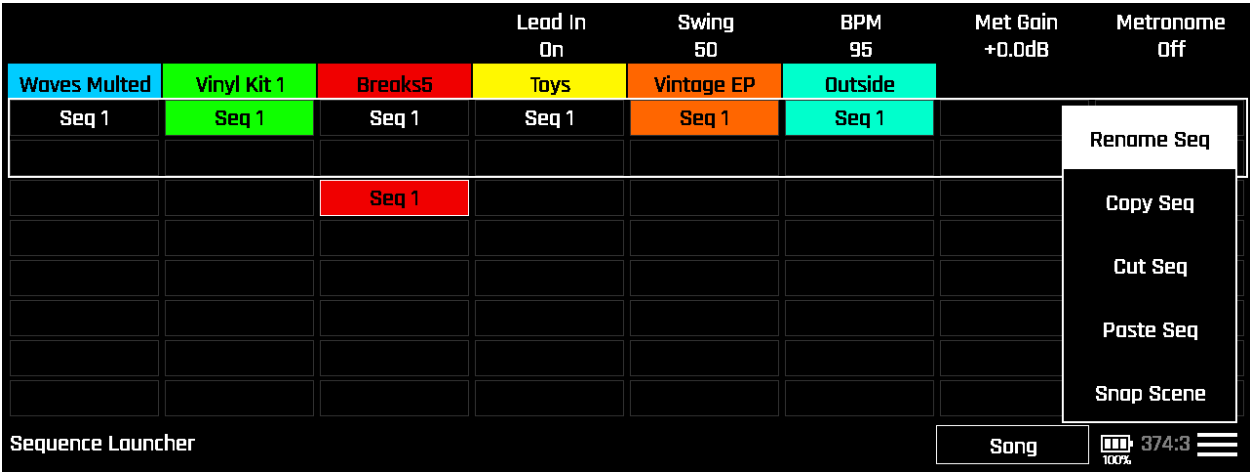 Lead In Swing BPM Met Gain Metronome
On 50 95 +0.0dB Off
Waves Multed Vinyl Kit 1 Breaks5 Toys Vintage EP Outside
Seq 1 Seq 1 Seq 1 Seq 1 Seq 1 Seq 1
Rename Seq
Seq 1
Copy Seq
Cut Seq
Paste Seq
Snap Scene
Sequence Launcher Song 100% 374:3